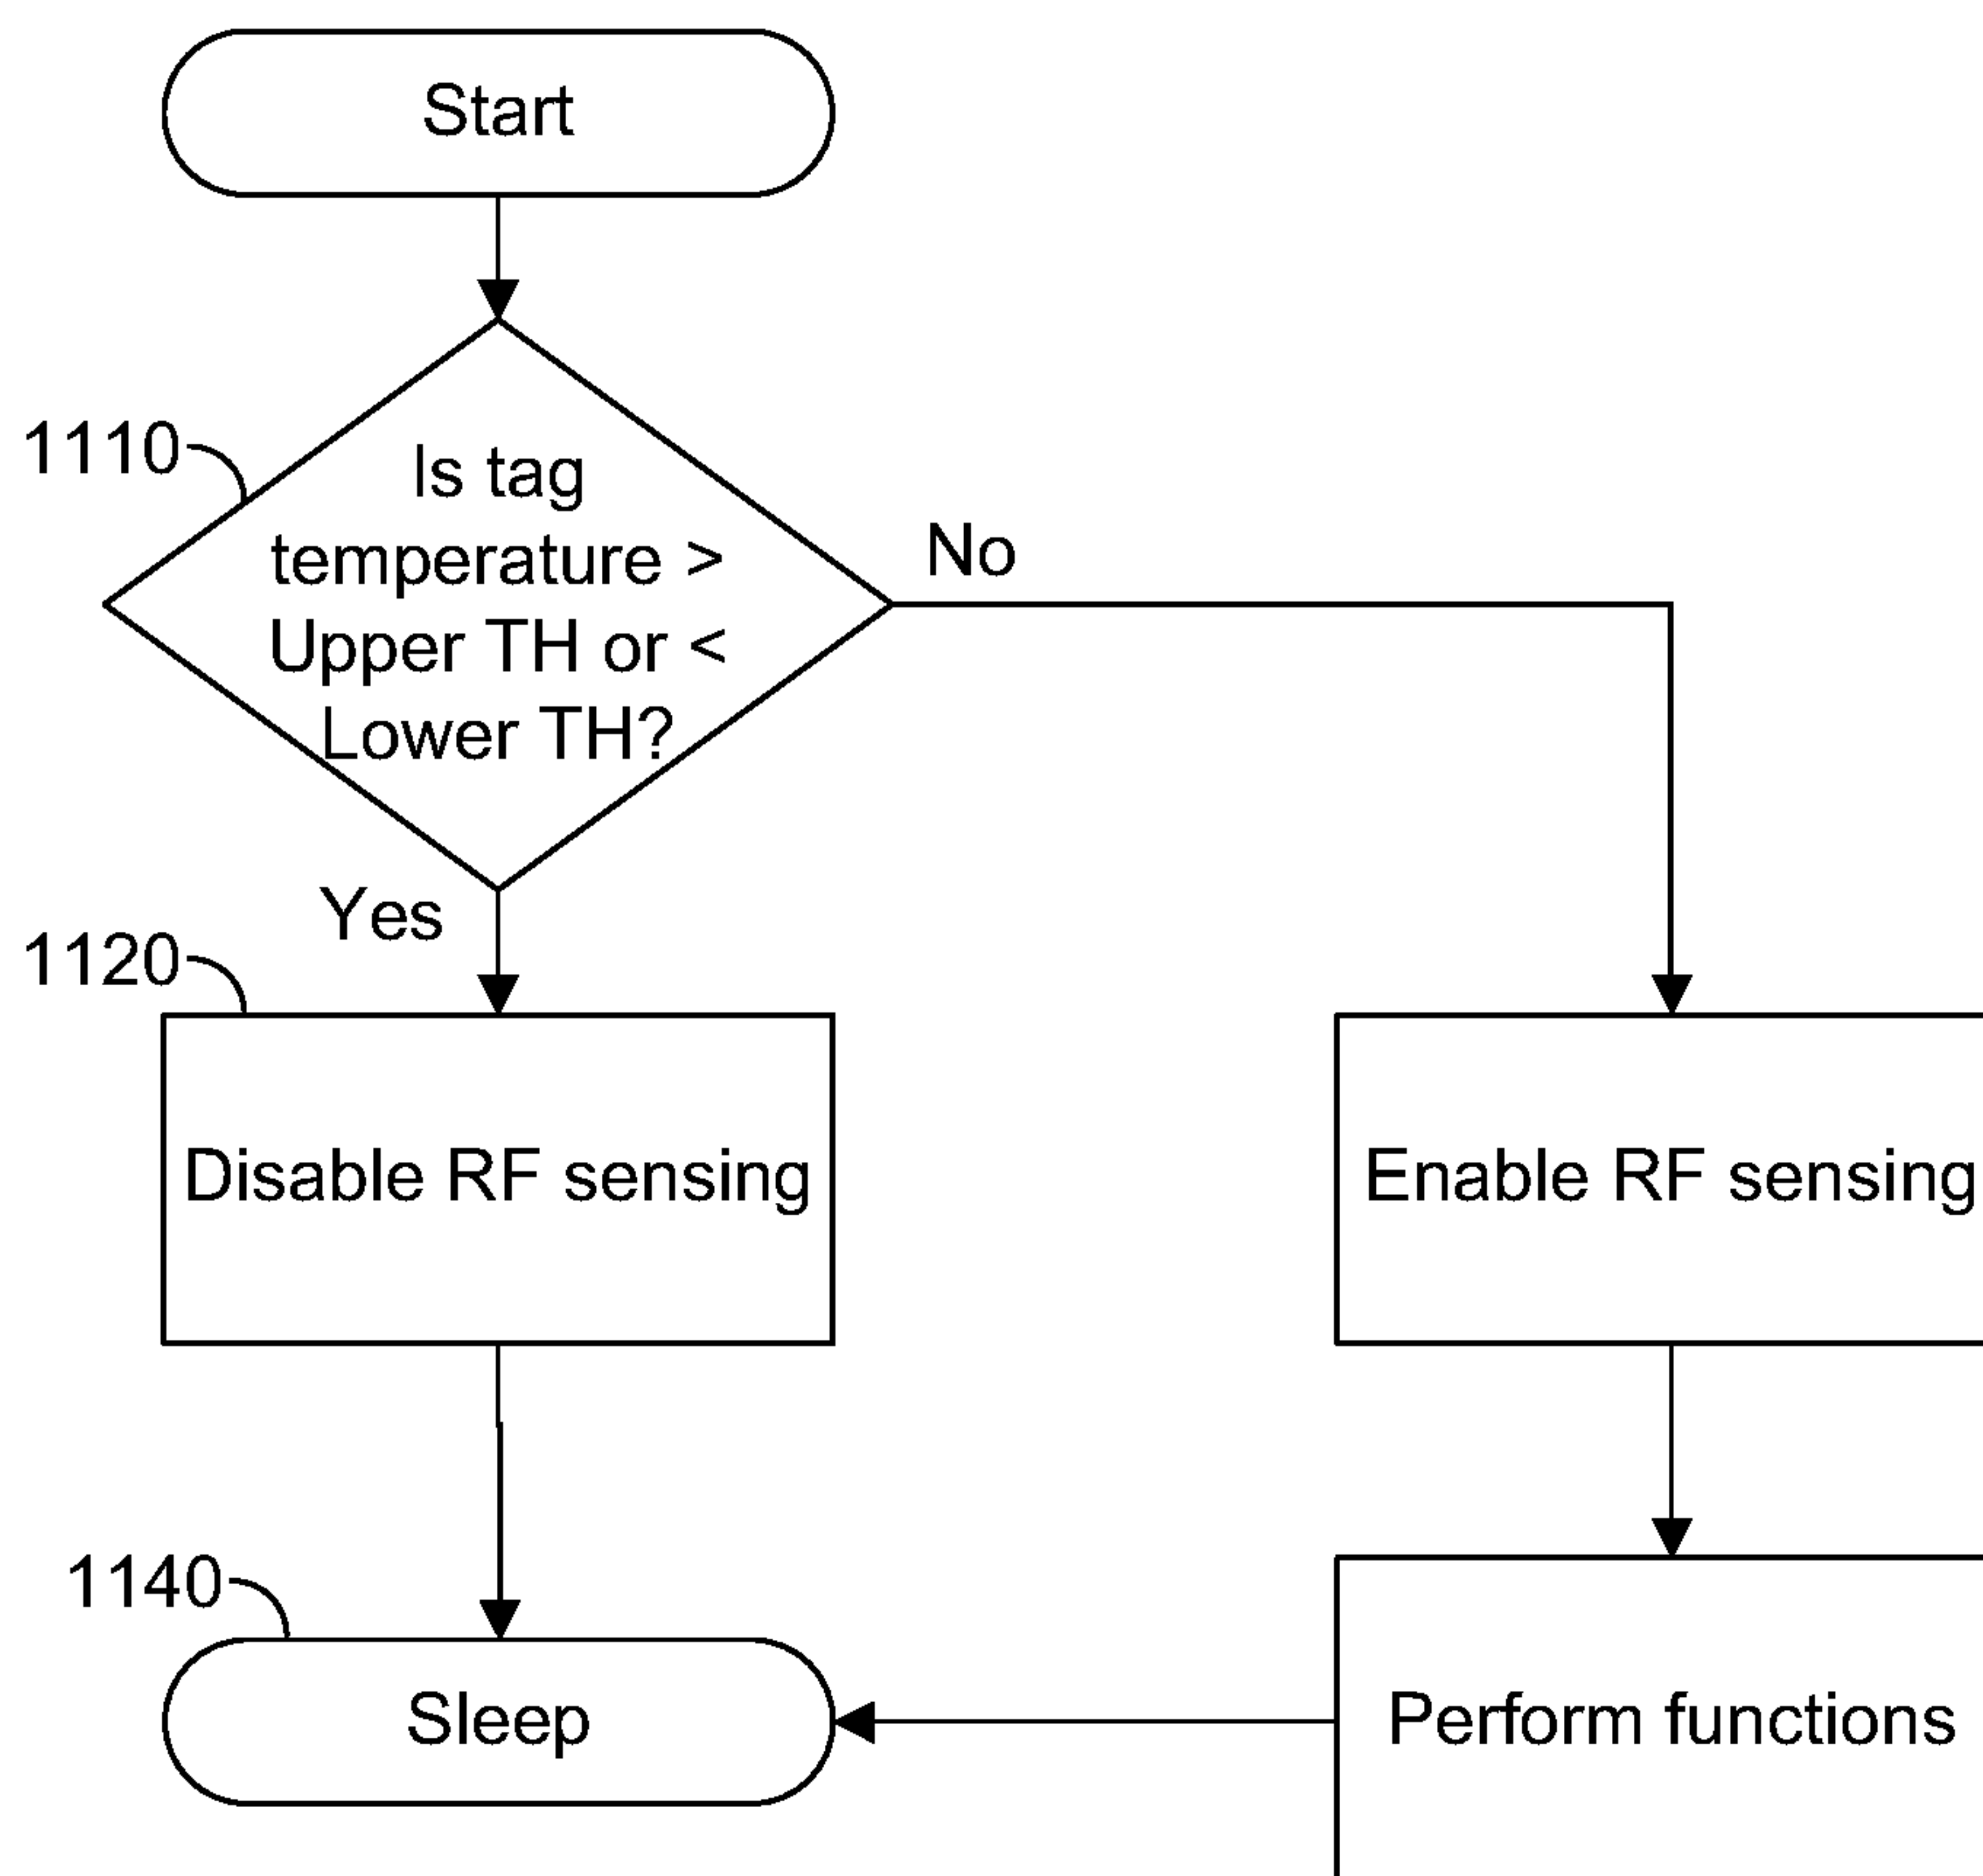 Start
1110
Is tag
temperature >
Upper TH or <
Lower TH?
No
Yes
1120
Disable RF sensing
Enable RF sensing
1140
Sleep
Perform functions